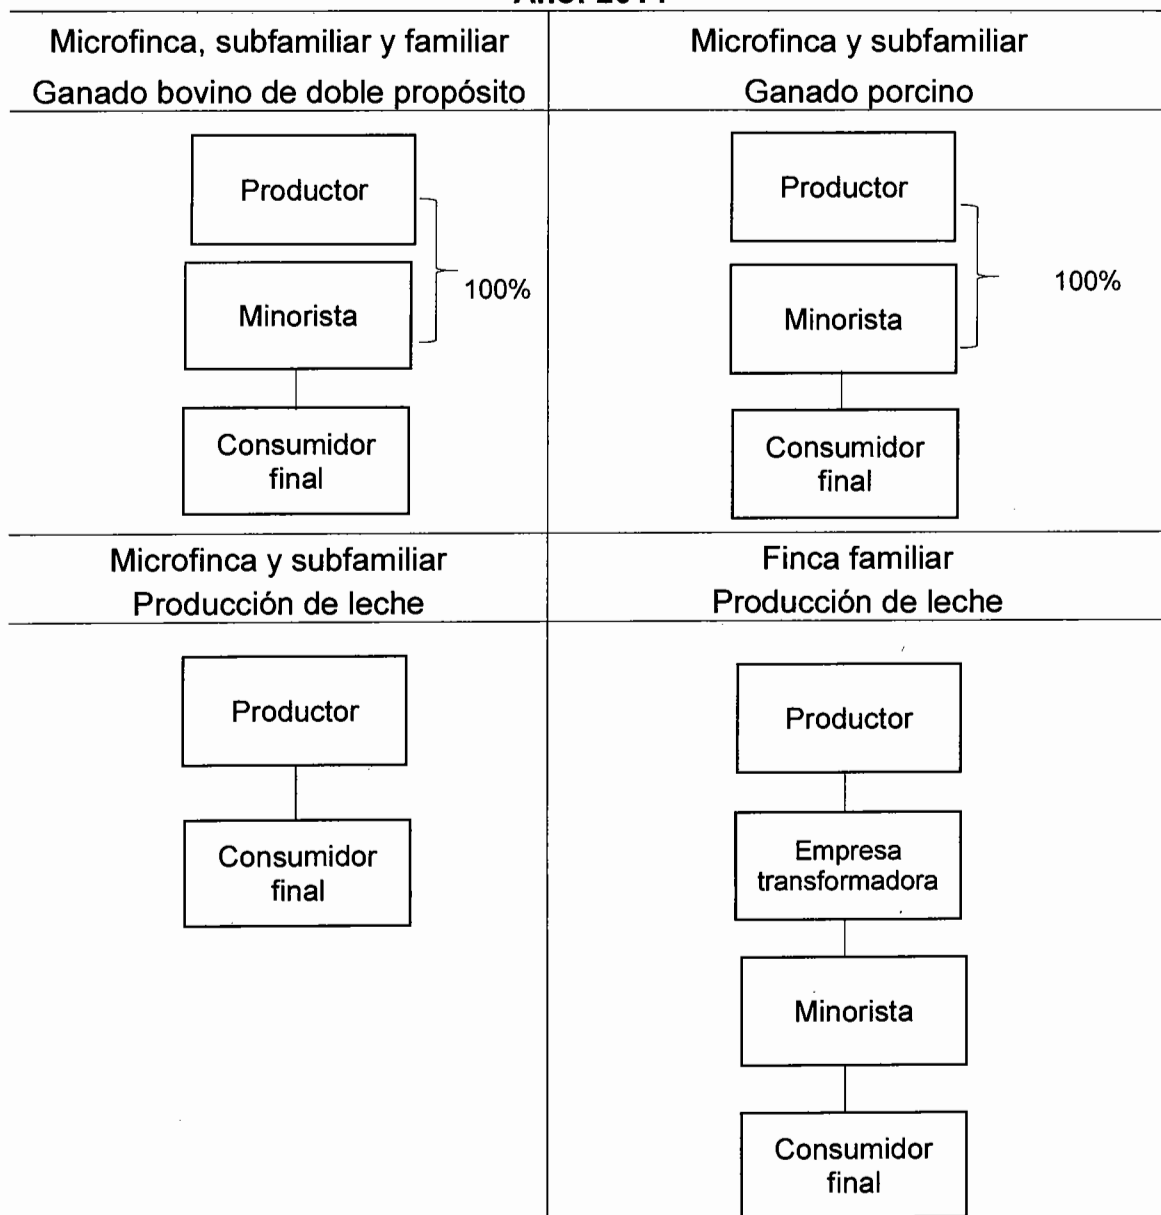 Microfinca, subfamiliar y familiar
Ganado bovino de doble propósito
Microfinca y subfamiliar
Ganado porcino
Productor
100%
Minorista
Consumidor
final
Productor
100%
Minorista
Consumidor
final
Microfinca y subfamiliar
Producción de leche
Finca familiar
Producción de leche
Productor
Consumidor
final
Productor
Empresa
transformadora
Minorista
Consumidor
final